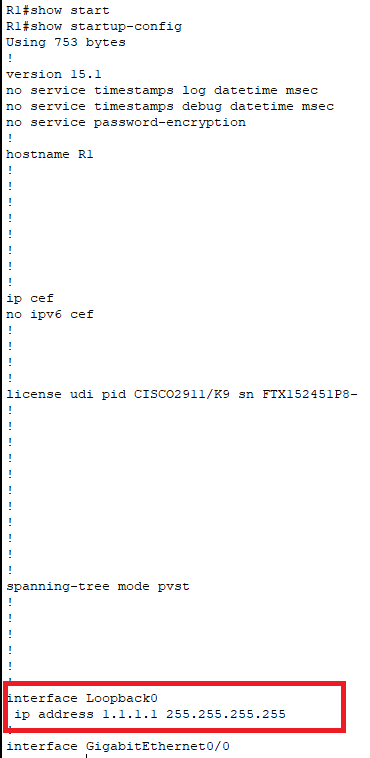 R1#show start
R1#show startup-config
Using 753 bytes
!
version 15.1
no service timestamps log datetime msec
no service timestamps debug datetime msec
no service password-encryption
!
hostname R1
!
!
!
!
!
!
!
!
ip cef
no ipv6 cef
!
!
!
!
license udi pid CISCO2911/K9 sn FTX152451P8-
!
!
!
!
!
!
!
!
!
!
!
spanning-tree mode pvst
!
!
!
!
!
!
interface Loopback0
 ip address 1.1.1.1 255.255.255.255
!
interface GigabitEthernet0/0